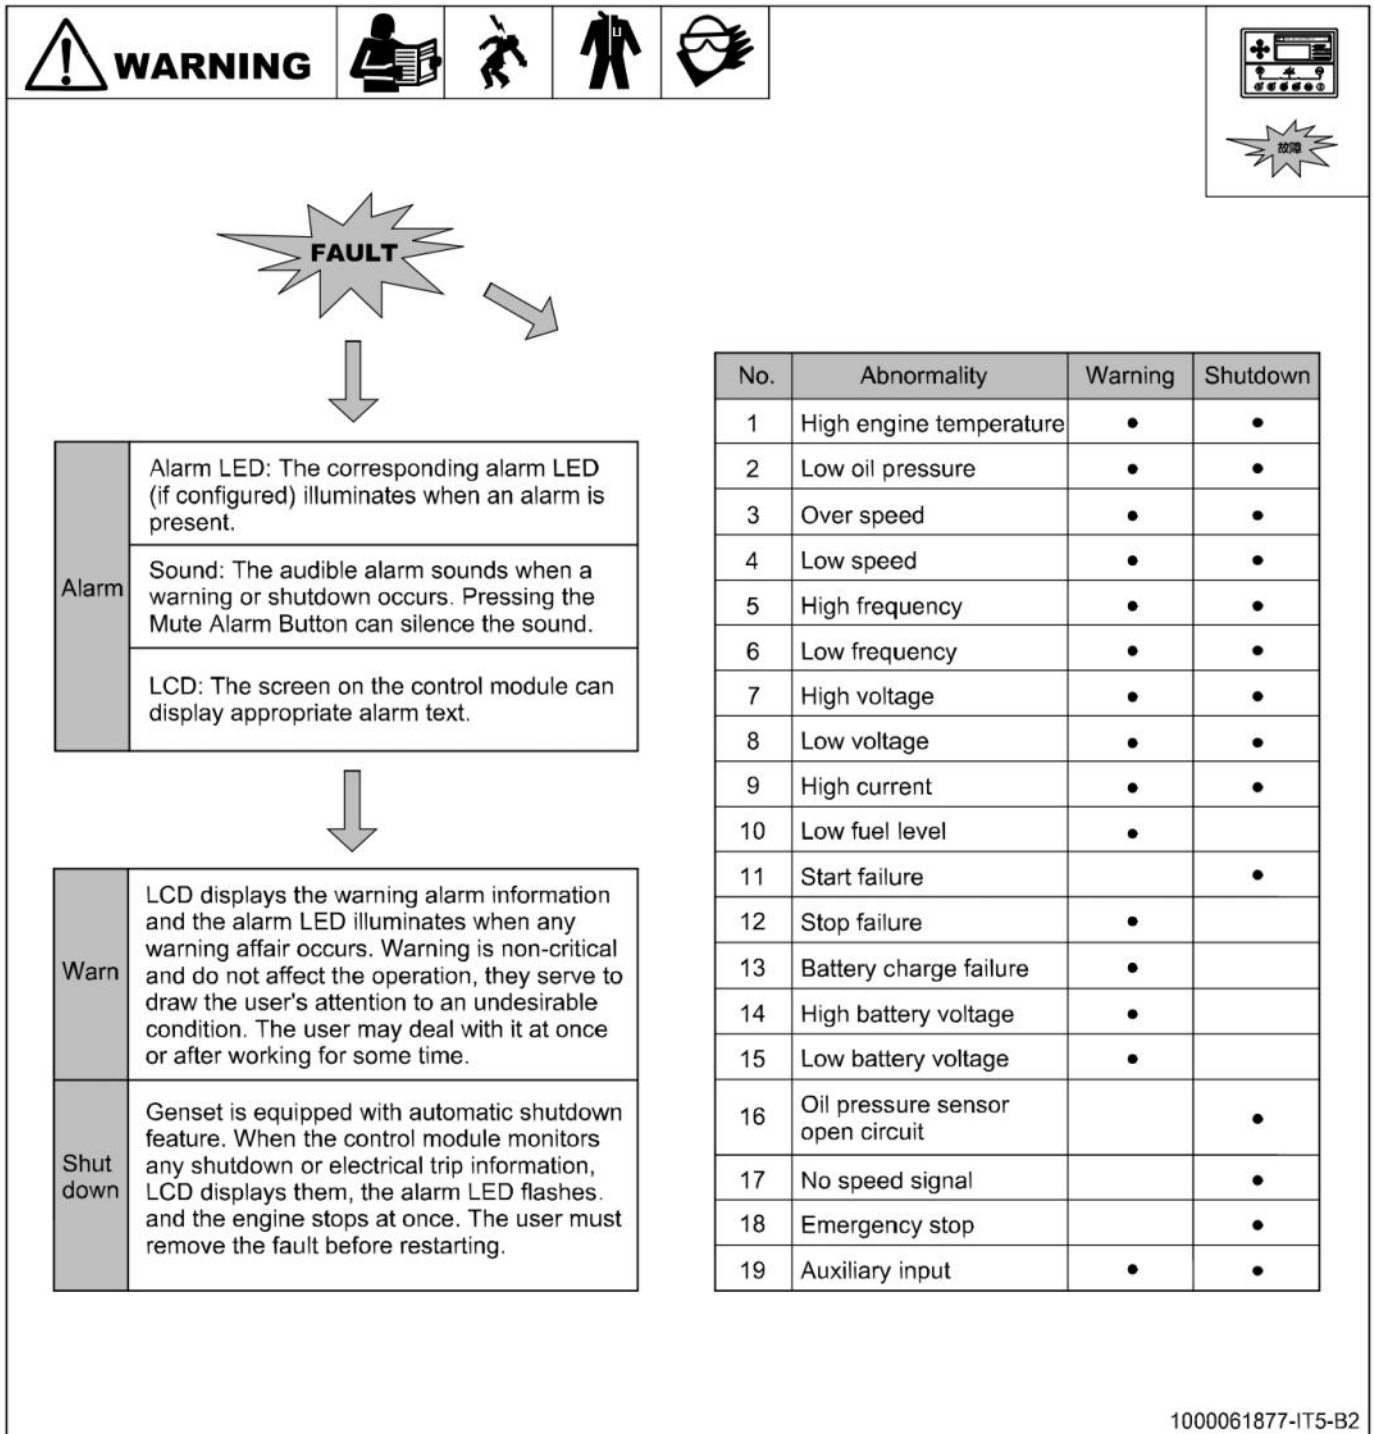 WARNING
故障
FAULT
Alarm
Alarm LED: The corresponding alarm LED
(if configured) illuminates when an alarm is
present.
Sound: The audible alarm sounds when a
warning or shutdown occurs. Pressing the
Mute Alarm Button can silence the sound.
LCD: The screen on the control module can
display appropriate alarm text.
Warn
LCD displays the warning alarm information
and the alarm LED illuminates when any
warning affair occurs. Warning is non-critical
and do not affect the operation, they serve to
draw the user's attention to an undesirable
condition. The user may deal with it at once
or after working for some time.
Shut
down
Genset is equipped with automatic shutdown
feature. When the control module monitors
any shutdown or electrical trip information,
LCD displays them, the alarm LED flashes.
and the engine stops at once. The user must
remove the fault before restarting.
No. Abnormality Warning Shutdown
1 High engine temperature • •
2 Low oil pressure • •
3 Over speed • •
4 Low speed • •
5 High frequency • •
6 Low frequency • •
7 High voltage • •
8 Low voltage • •
9 High current • •
10 Low fuel level •
11 Start failure •
12 Stop failure •
13 Battery charge failure •
14 High battery voltage •
15 Low battery voltage •
16 Oil pressure sensor
open circuit •
17 No speed signal •
18 Emergency stop •
19 Auxiliary input • •
1000061877-IT5-B2